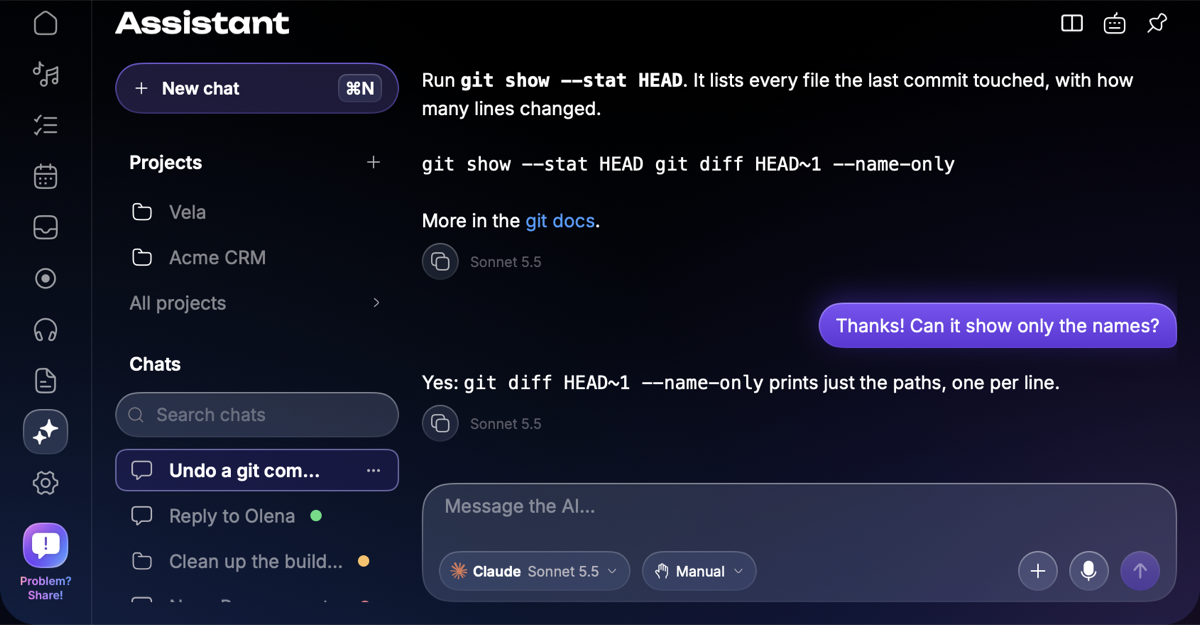 Assistant
+ New chat ⌘N
Projects +
Vela
Acme CRM
All projects
Chats
Search chats
Undo a git com...
Reply to Olena
Clean up the build...
Problem?
Share!
Run git show --stat HEAD. It lists every file the last commit touched, with how
many lines changed.
git show --stat HEAD git diff HEAD~1 --name-only
More in the git docs.
Sonnet 5.5
Thanks! Can it show only the names?
Yes: git diff HEAD~1 --name-only prints just the paths, one per line.
Sonnet 5.5
Message the AI...
Claude Sonnet 5.5
Manual